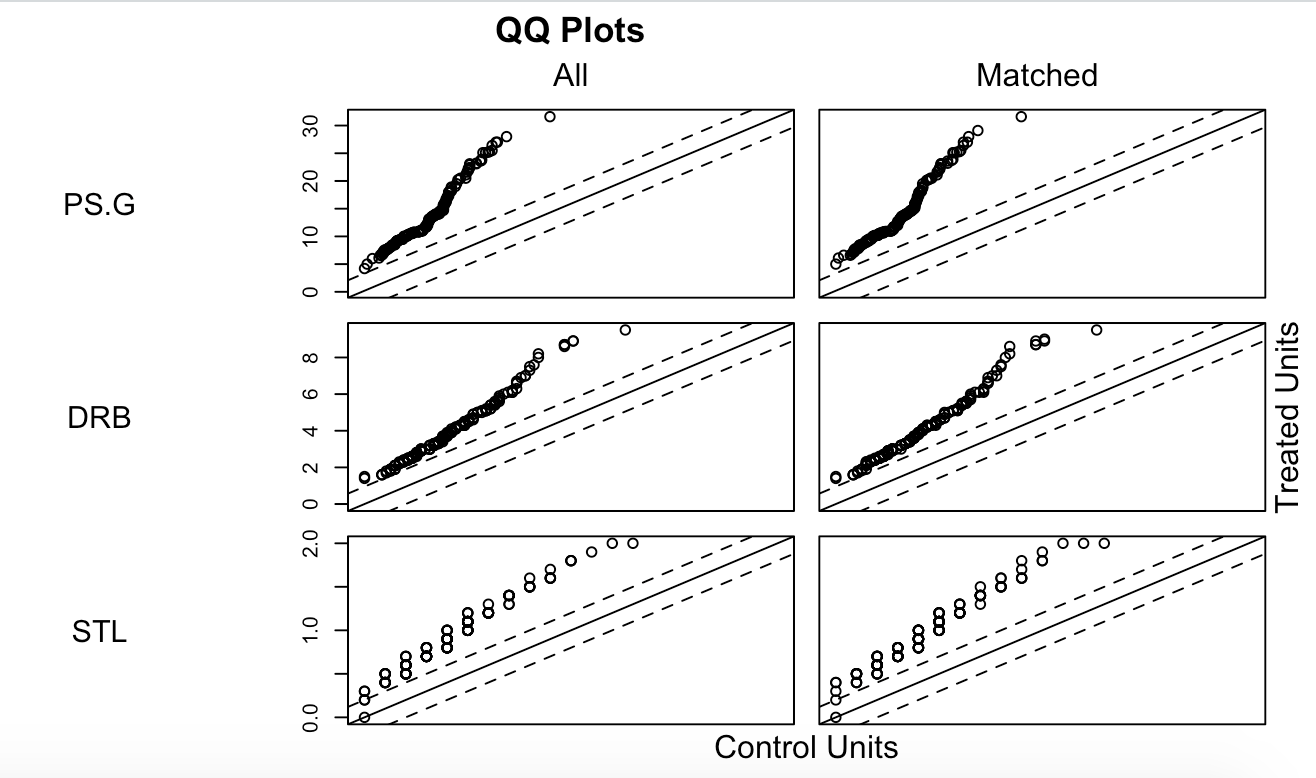 QQ Plots
All
Matched
PS.G
0 10 20 30
DRB
0 2 4 6 8
STL
0.0 1.0 2.0
Treated Units
Control Units